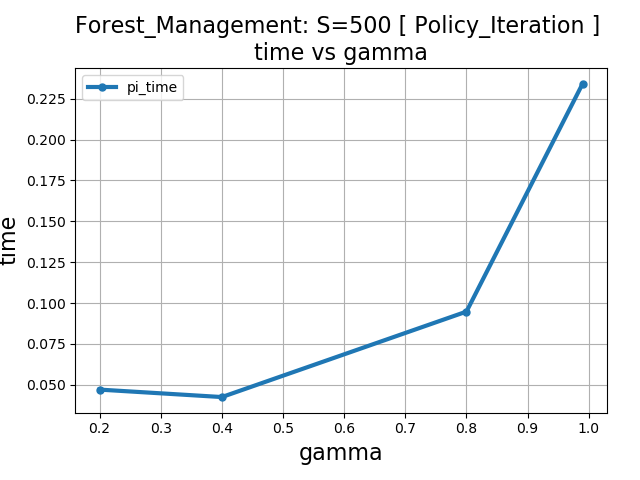 Forest_Management: S=500 [ Policy_Iteration ]
time vs gamma
pi_time
0.225
0.200
0.175
0.150
0.125
0.100
0.075
0.050
time
0.2 0.3 0.4 0.5 0.6 0.7 0.8 0.9 1.0
gamma